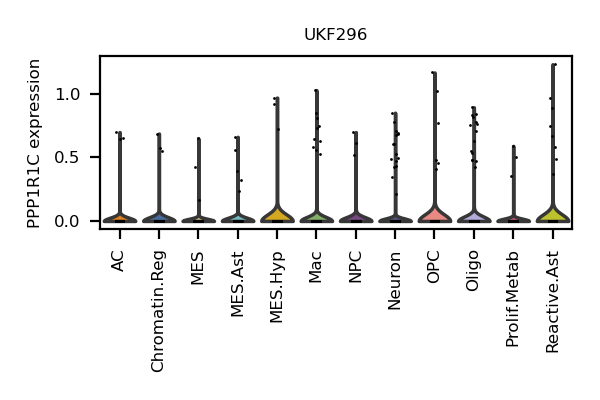 UKF296
PPP1R1C expression
1.0
0.5
0.0
AC
Chromatin.Reg
MES
MES.Ast
MES.Hyp
Mac
NPC
Neuron
OPC
Oligo
Prolif.Metab
Reactive.Ast